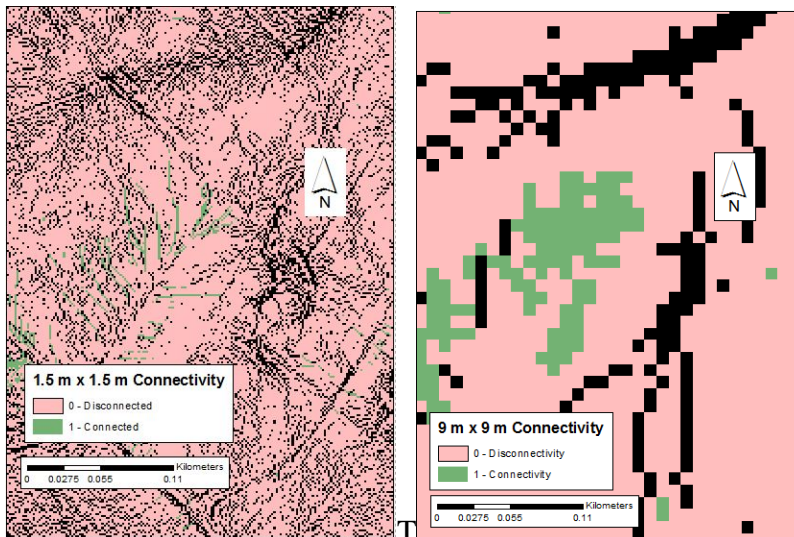 N
1.5 m x 1.5 m Connectivity
0 - Disconnected
1 - Connected
Kilometers
0 0.0275 0.055 0.11
T
N
9 m x 9 m Connectivity
0 - Disconnectivity
1 - Connectivity
Kilometers
0 0.0275 0.055 0.11